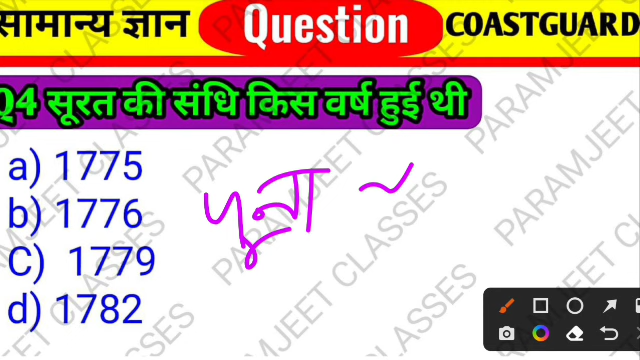 सामान्य ज्ञान Question COASTGUARD
Q4 सूरत की संधि किस वर्ष हुई थी
a) 1775
b) 1776
C) 1779
d) 1782
पूना
PARAMJEET CLASSES